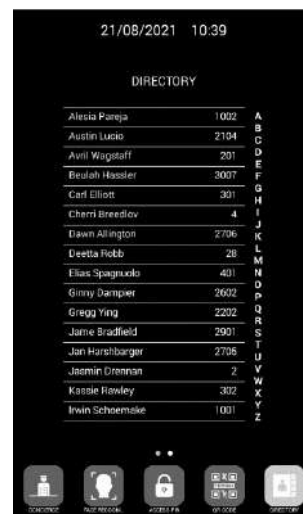 21/08/2021 10:39
DIRECTORY
Alesia Pareja 1002
Austin Lucio 2104
Avril Wagstaff 201
Beulah Hassler 3007
Carl Elliott 301
Cherri Breedlov 4
Dawn Allington 2706
Deetta Robb 28
Elias Spagnuolo 401
Ginny Dampier 2602
Gregg Ying 2202
Jame Bradfield 2901
Jan Harshbarger 2706
Jasmin Drennan 2
Kassie Rawley 302
Irwin Schoemake 1001
A
B
C
D
E
F
G
H
I
J
K
L
M
N
O
P
Q
R
S
T
U
V
W
X
Y
Z
CONCIERGE
FACE RECOGNI.
ACCESS PIN
QR CODE
DIRECTORY